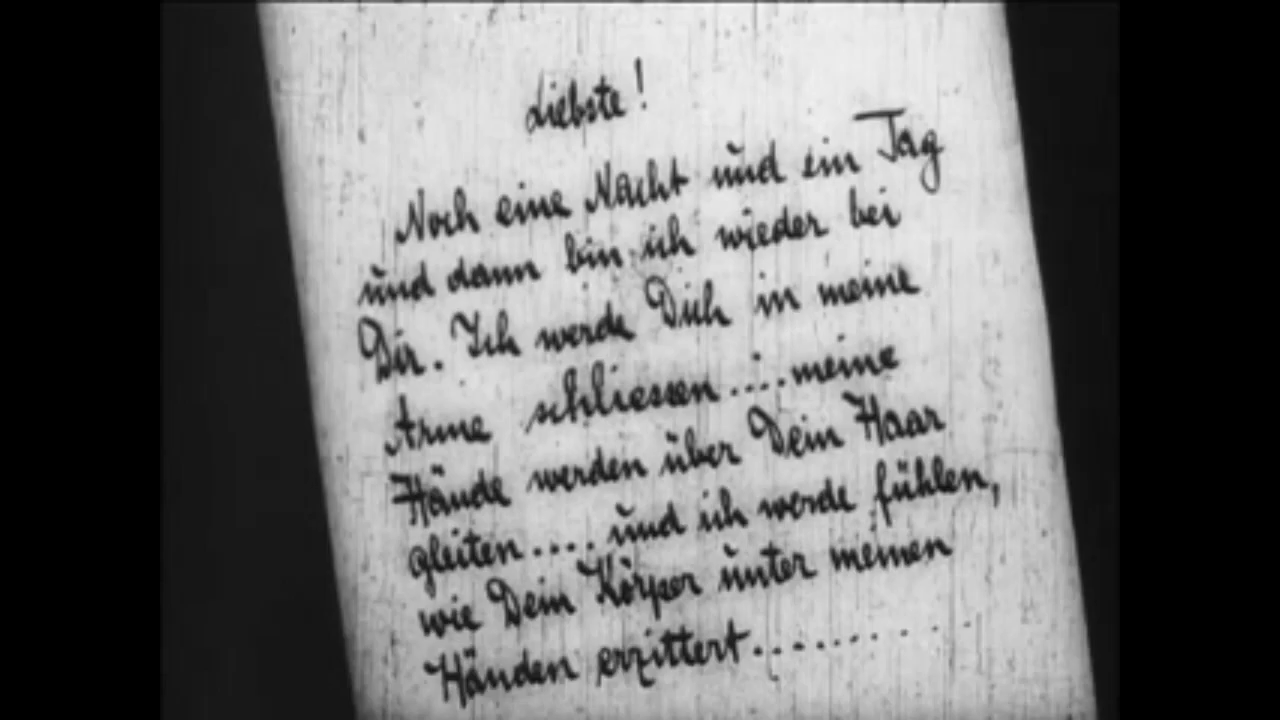 Liebste!
Noch eine Nacht und ein Tag
und dann bin ich wieder bei
Dir. Ich werde Dich in meine
Arme schliessen....meine
Hände werden über Dein Haar
gleiten.... und ich werde fühlen,
wie Dein Körper unter meinen
Händen erzittert..........